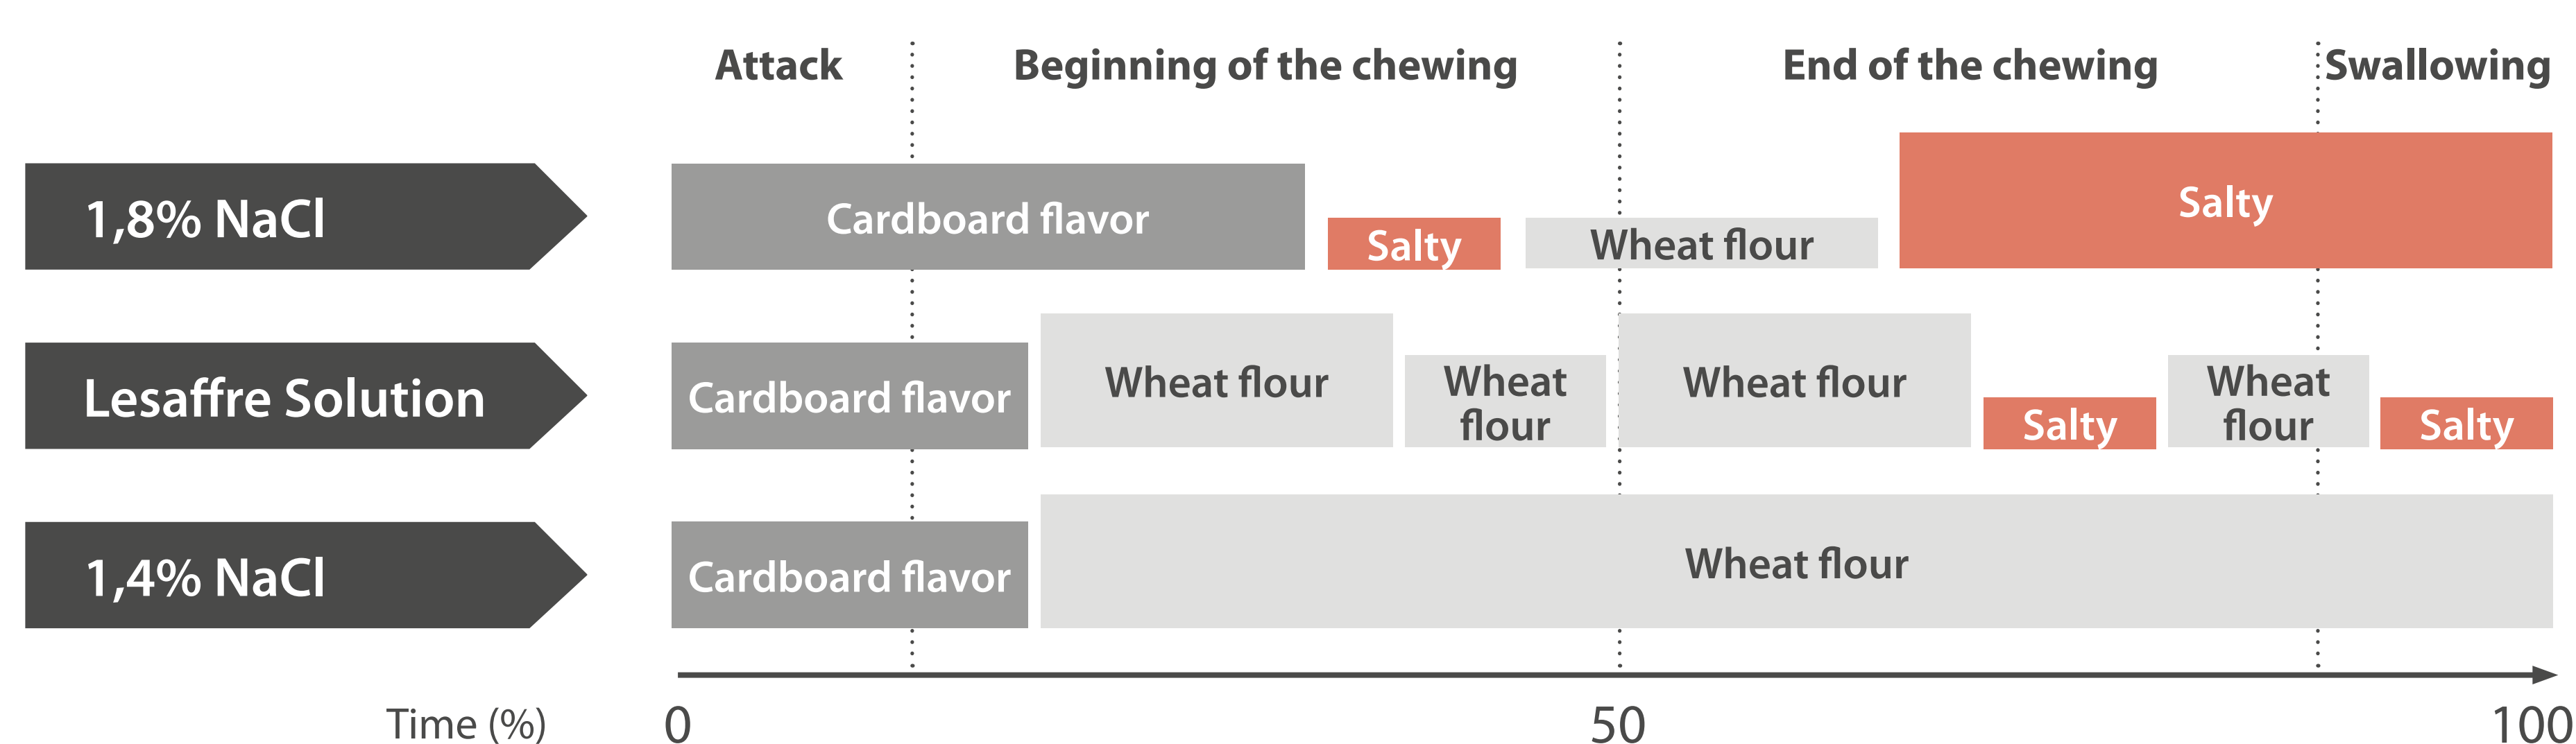 Attack Beginning of the chewing End of the chewing Swallowing
1,8% NaCl Cardboard flavor Salty Wheat flour Salty
Lesaffre Solution Cardboard flavor Wheat flour Wheat flour Wheat flour Salty Wheat flour Salty
1,4% NaCl Cardboard flavor Wheat flour
Time (%) 0 50 100